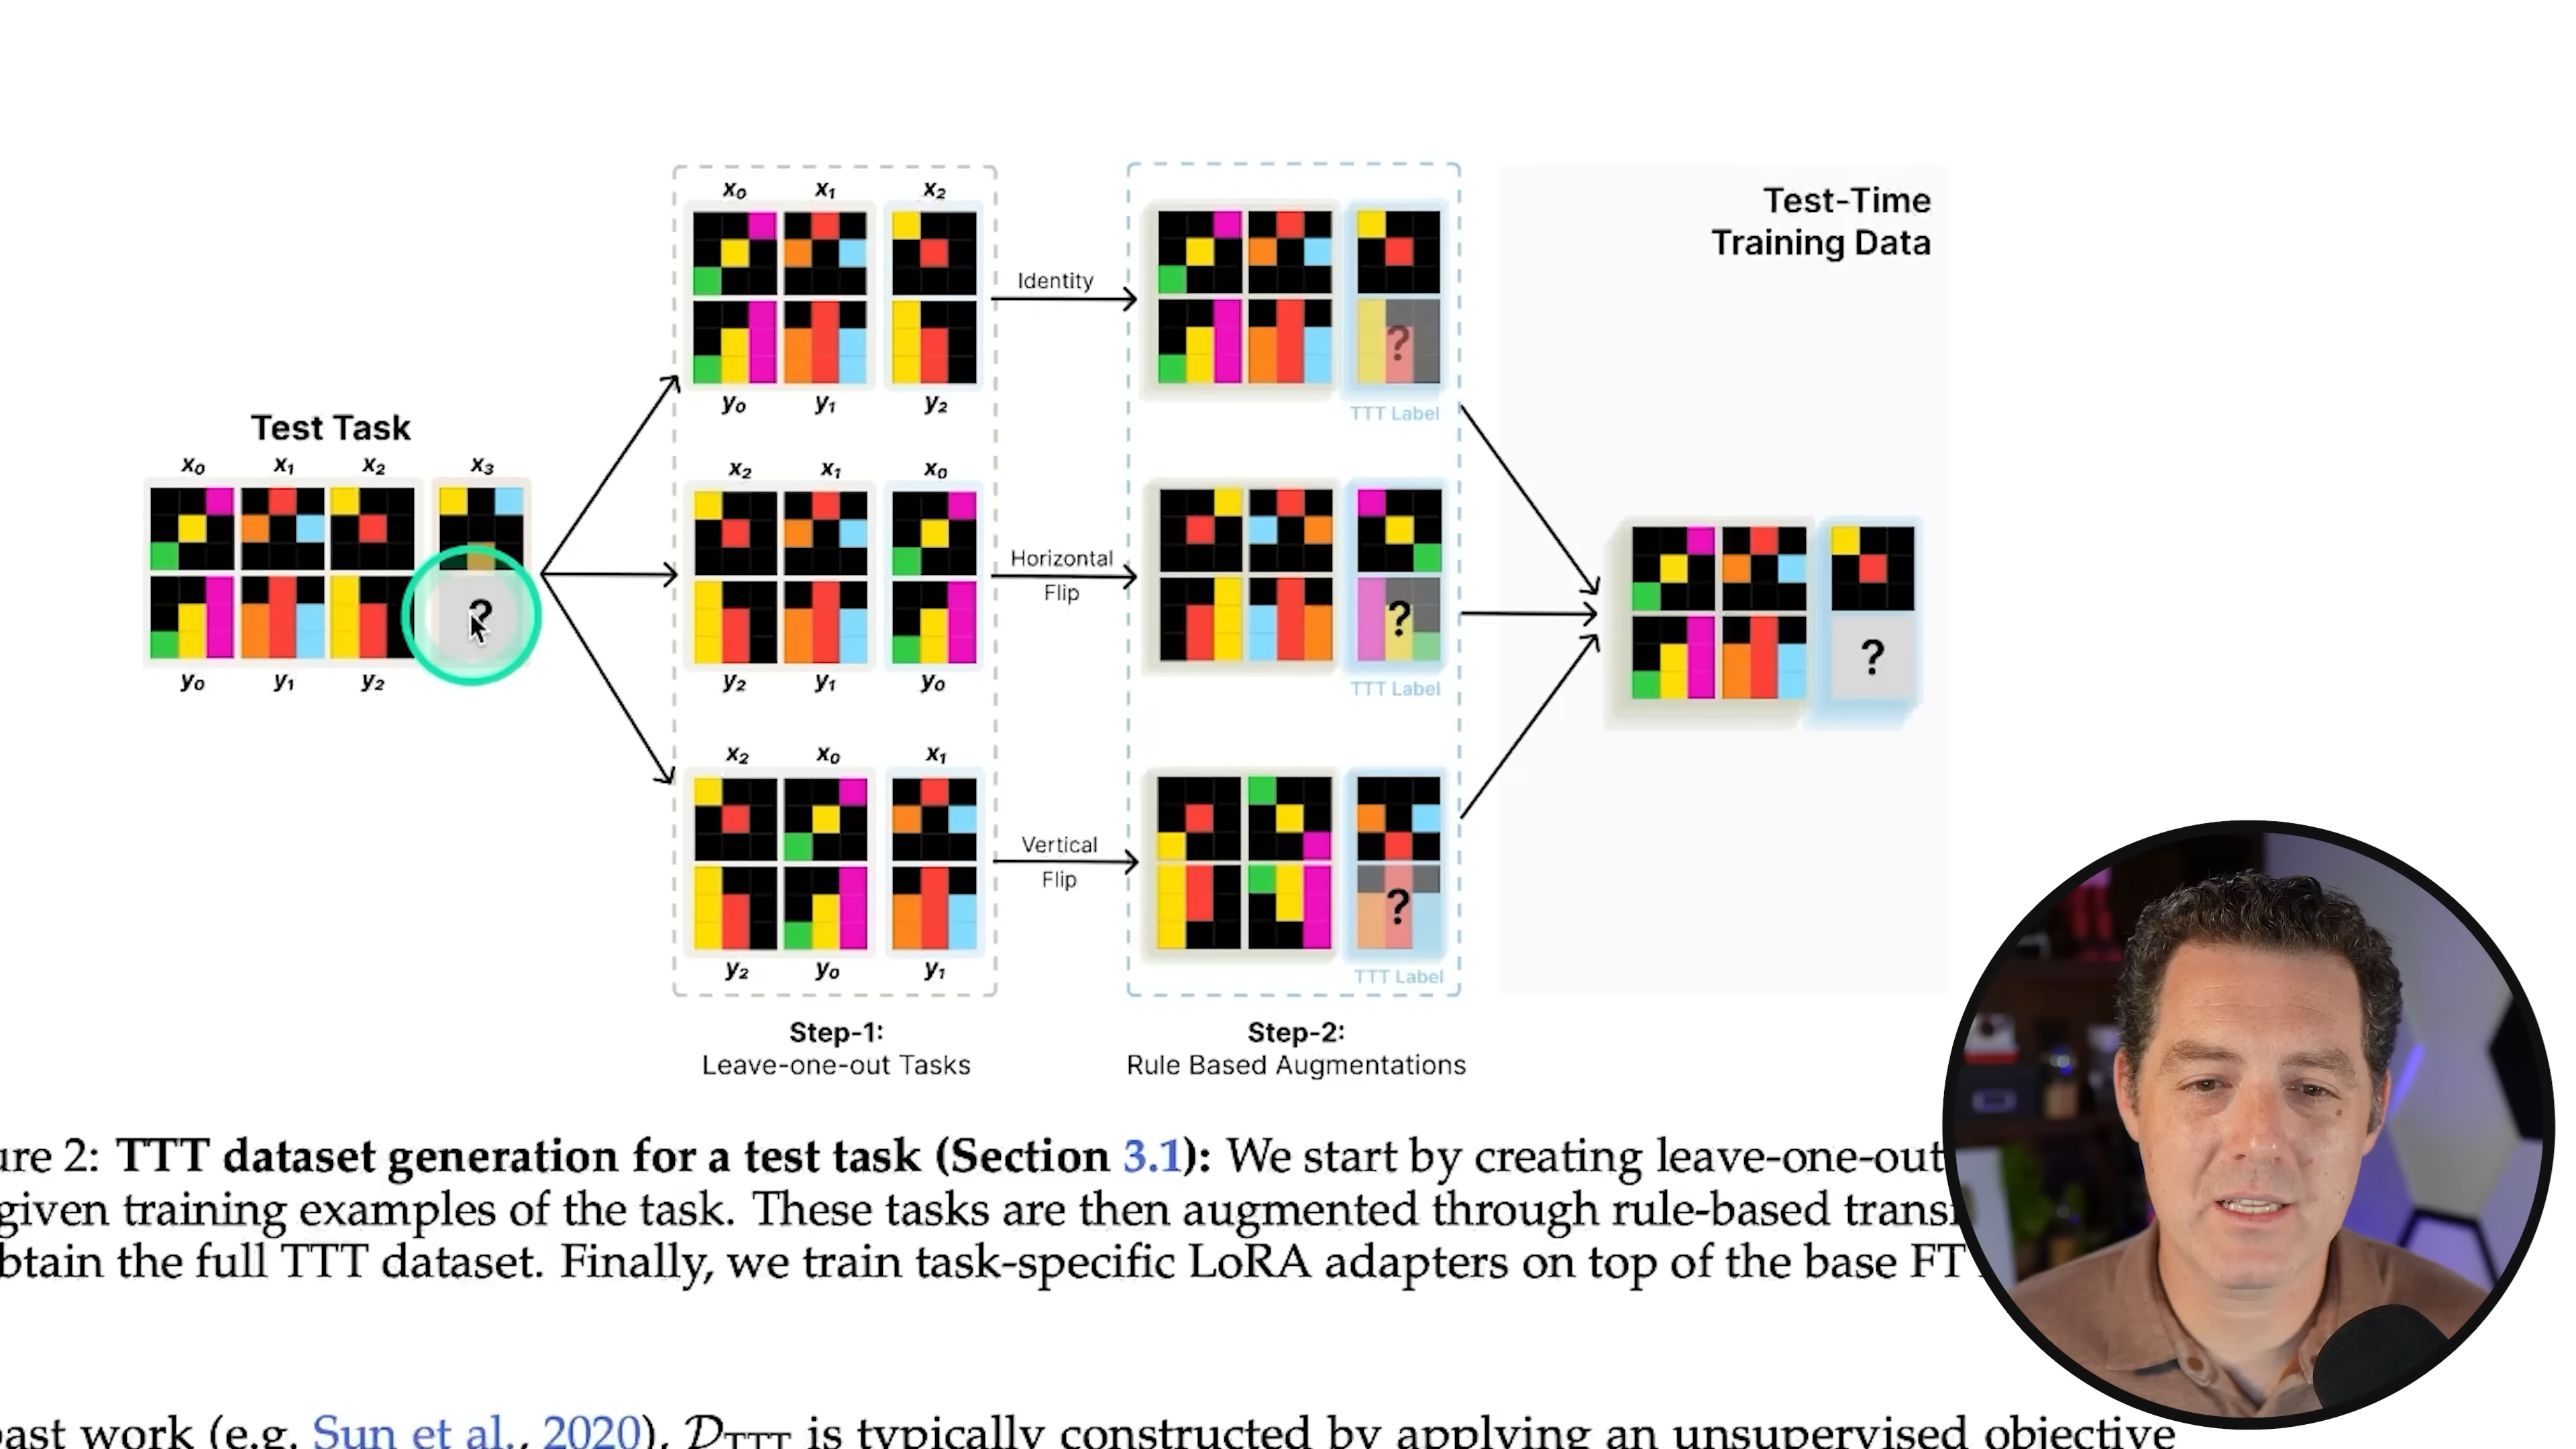 Test Task
x₀ x₁ x₂ x₃
?
y₀ y₁ y₂
x₀ x₁ x₂
y₀ y₁ y₂
x₂ x₁ x₀
y₂ y₁ y₀
x₂ x₀ x₁
y₂ y₀ y₁
Step-1:
Leave-one-out Tasks
Identity
Horizontal
Flip
Vertical
Flip
?
TTT Label
?
TTT Label
?
TTT Label
Step-2:
Rule Based Augmentations
Test-Time
Training Data
?
ure 2: TTT dataset generation for a test task (Section 3.1): We start by creating leave-one-out
given training examples of the task. These tasks are then augmented through rule-based transf
btain the full TTT dataset. Finally, we train task-specific LoRA adapters on top of the base FT
ast work (e.g. Sun et al., 2020), 𝒟TTT is typically constructed by applying an unsupervised objective